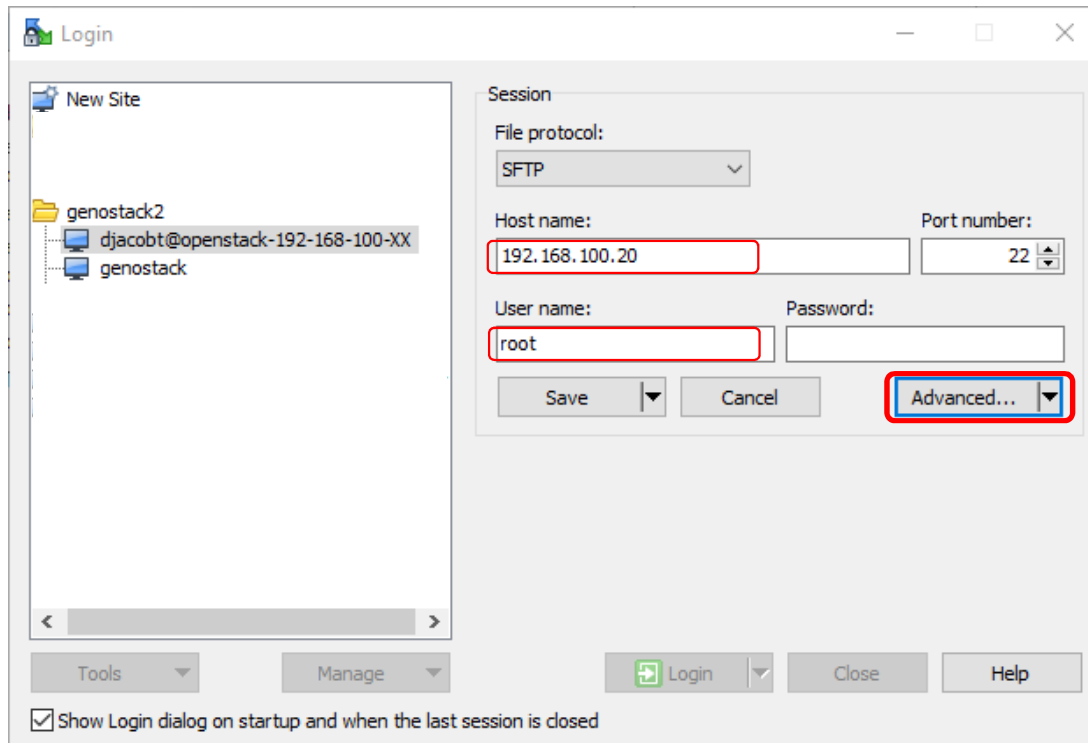 Login
New Site
genostack2
djacobt@openstack-192-168-100-XX
genostack
Session
File protocol:
SFTP
Host name:
Port number:
192.168.100.20
22
User name:
Password:
root
Save
Cancel
Advanced...
Tools
Manage
Login
Close
Help
Show Login dialog on startup and when the last session is closed